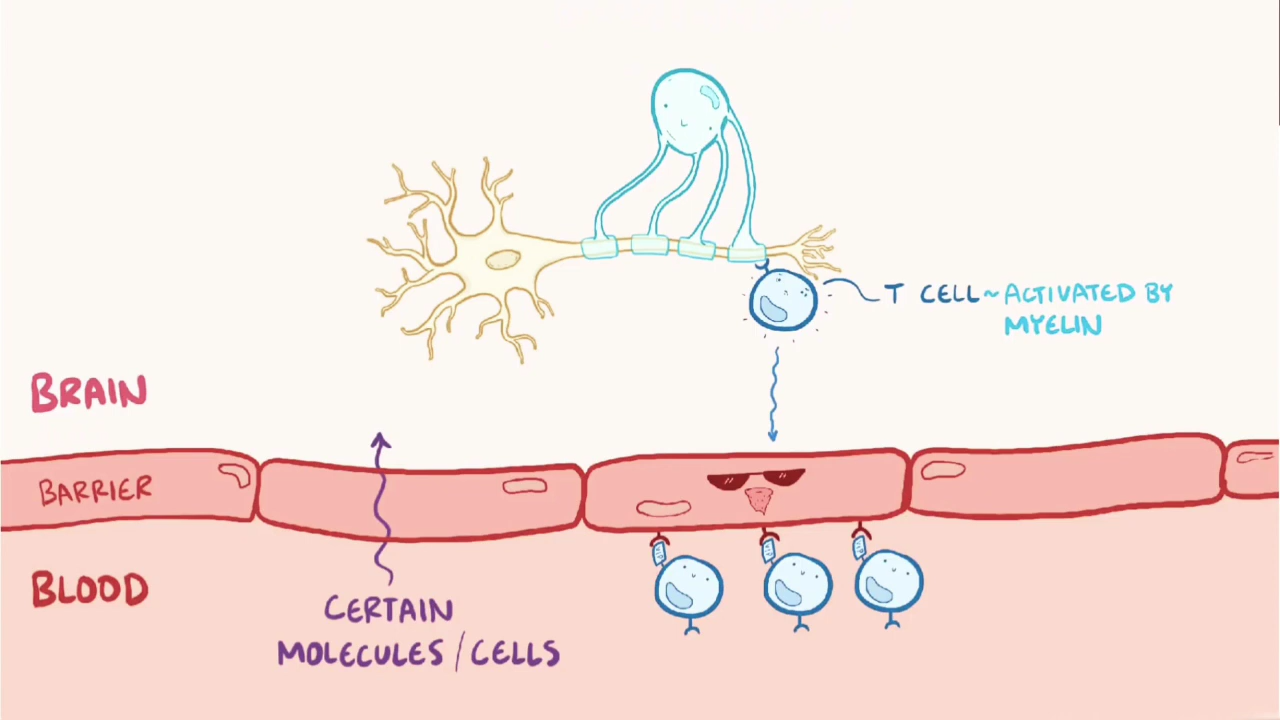 T CELL ~ ACTIVATED BY
MYELIN
BRAIN
BARRIER
BLOOD
CERTAIN
MOLECULES / CELLS